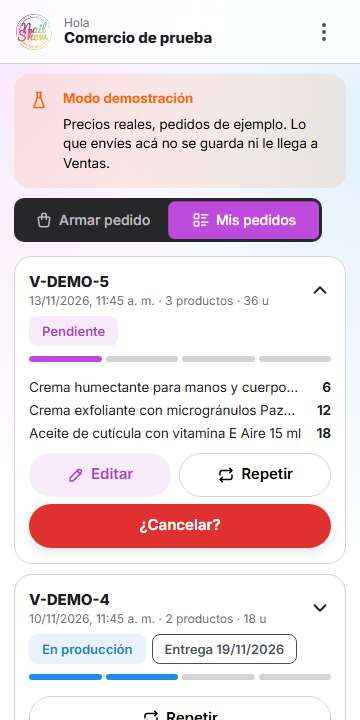 Nail
Show
Hola
Comercio de prueba
Modo demostración
Precios reales, pedidos de ejemplo. Lo
que envíes acá no se guarda ni le llega a
Ventas.
Armar pedido
Mis pedidos
V-DEMO-5
13/11/2026, 11:45 a. m. · 3 productos · 36 u
Pendiente
Crema humectante para manos y cuerpo... 6
Crema exfoliante con microgránulos Paz... 12
Aceite de cutícula con vitamina E Aire 15 ml 18
Editar
Repetir
¿Cancelar?
V-DEMO-4
10/11/2026, 11:45 a. m. · 2 productos · 18 u
En producción
Entrega 19/11/2026
Repetir